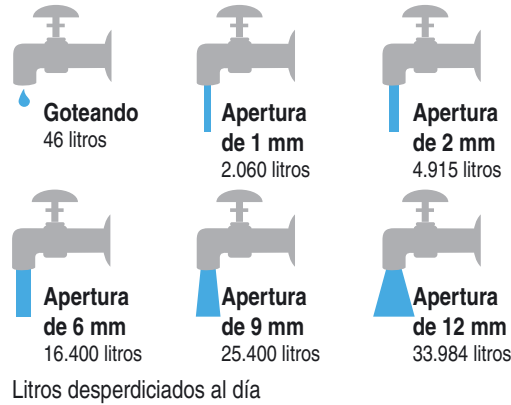 Goteando
46 litros
Apertura
de 1 mm
2.060 litros
Apertura
de 2 mm
4.915 litros
Apertura
de 6 mm
16.400 litros
Apertura
de 9 mm
25.400 litros
Apertura
de 12 mm
33.984 litros
Litros desperdiciados al día